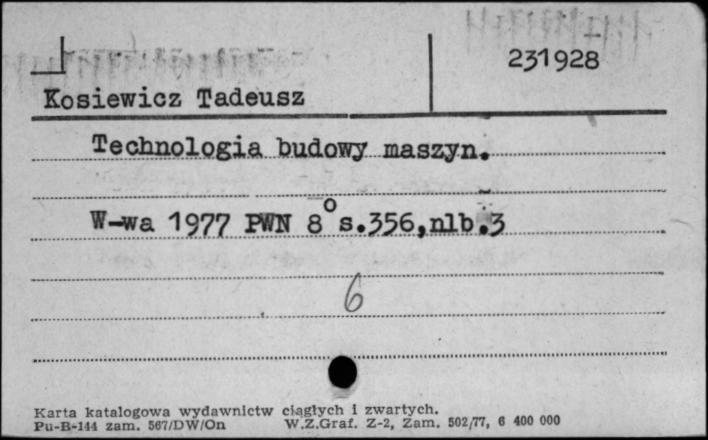 231928
Kosiewicz Tadeusz
Technologia budowy maszyn.
W-wa 1977 PWN 8° s.356,nlb.3
6
Karta katalogowa wydawnictw ciągłych i zwartych.
Pu-B-144 zam. 567/DW/On W.Z.Graf. Z-2, Zam. 502/77, 6 400 000